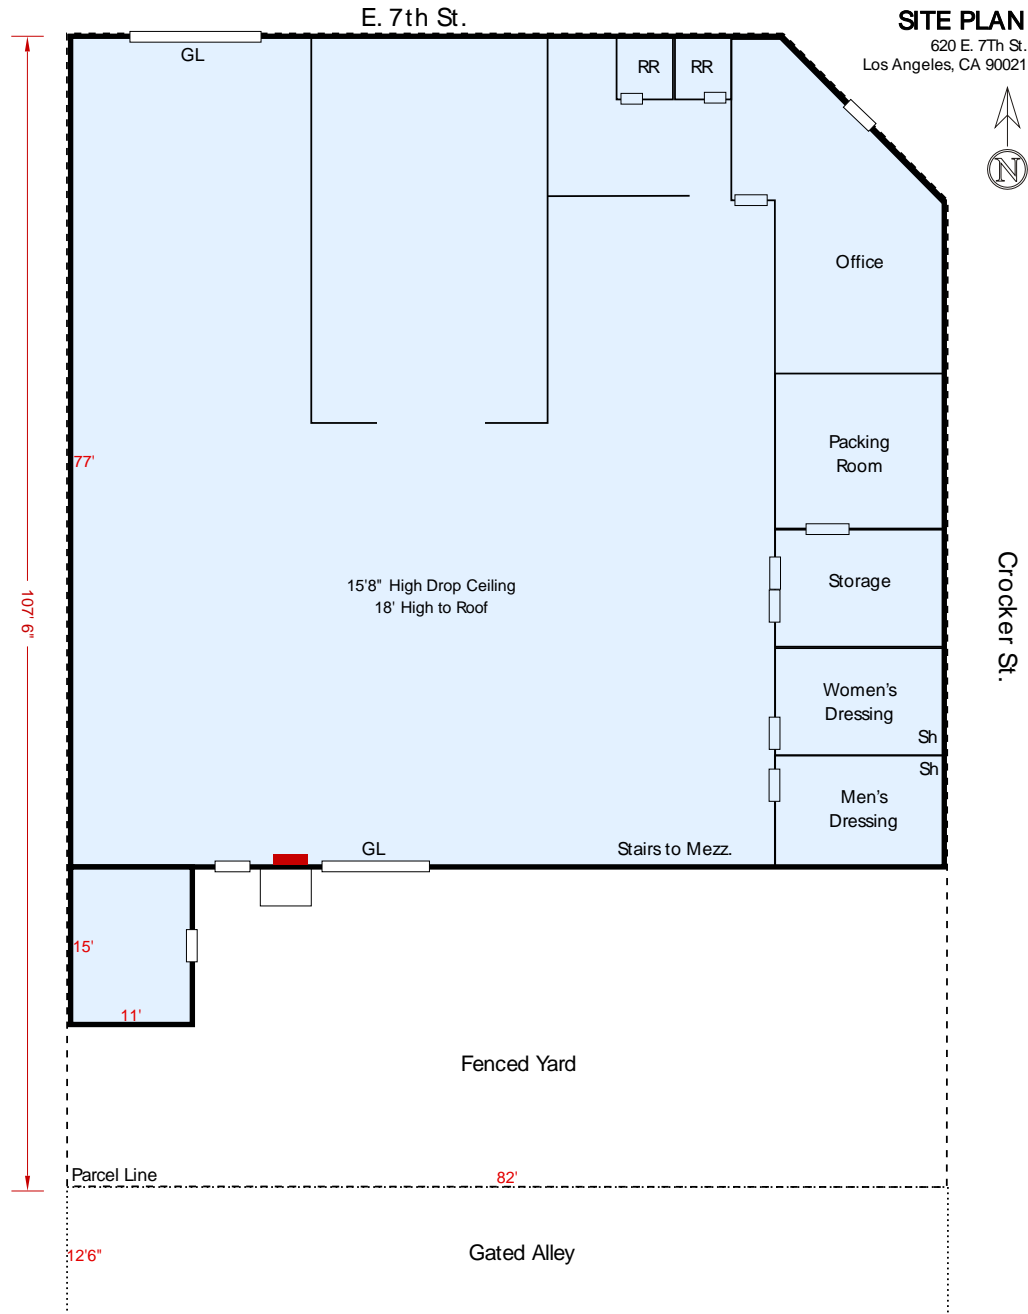 E. 7th St.
SITE PLAN
620 E. 7Th St.
Los Angeles, CA 90021
N
GL
RR
RR
Office
77'
Packing
Room
107' 6"
15'8" High Drop Ceiling
18' High to Roof
Storage
Crocker St.
Women's
Dressing
Sh
Sh
Men's
Dressing
GL
Stairs to Mezz.
15'
11'
Fenced Yard
Parcel Line
82'
12'6"
Gated Alley